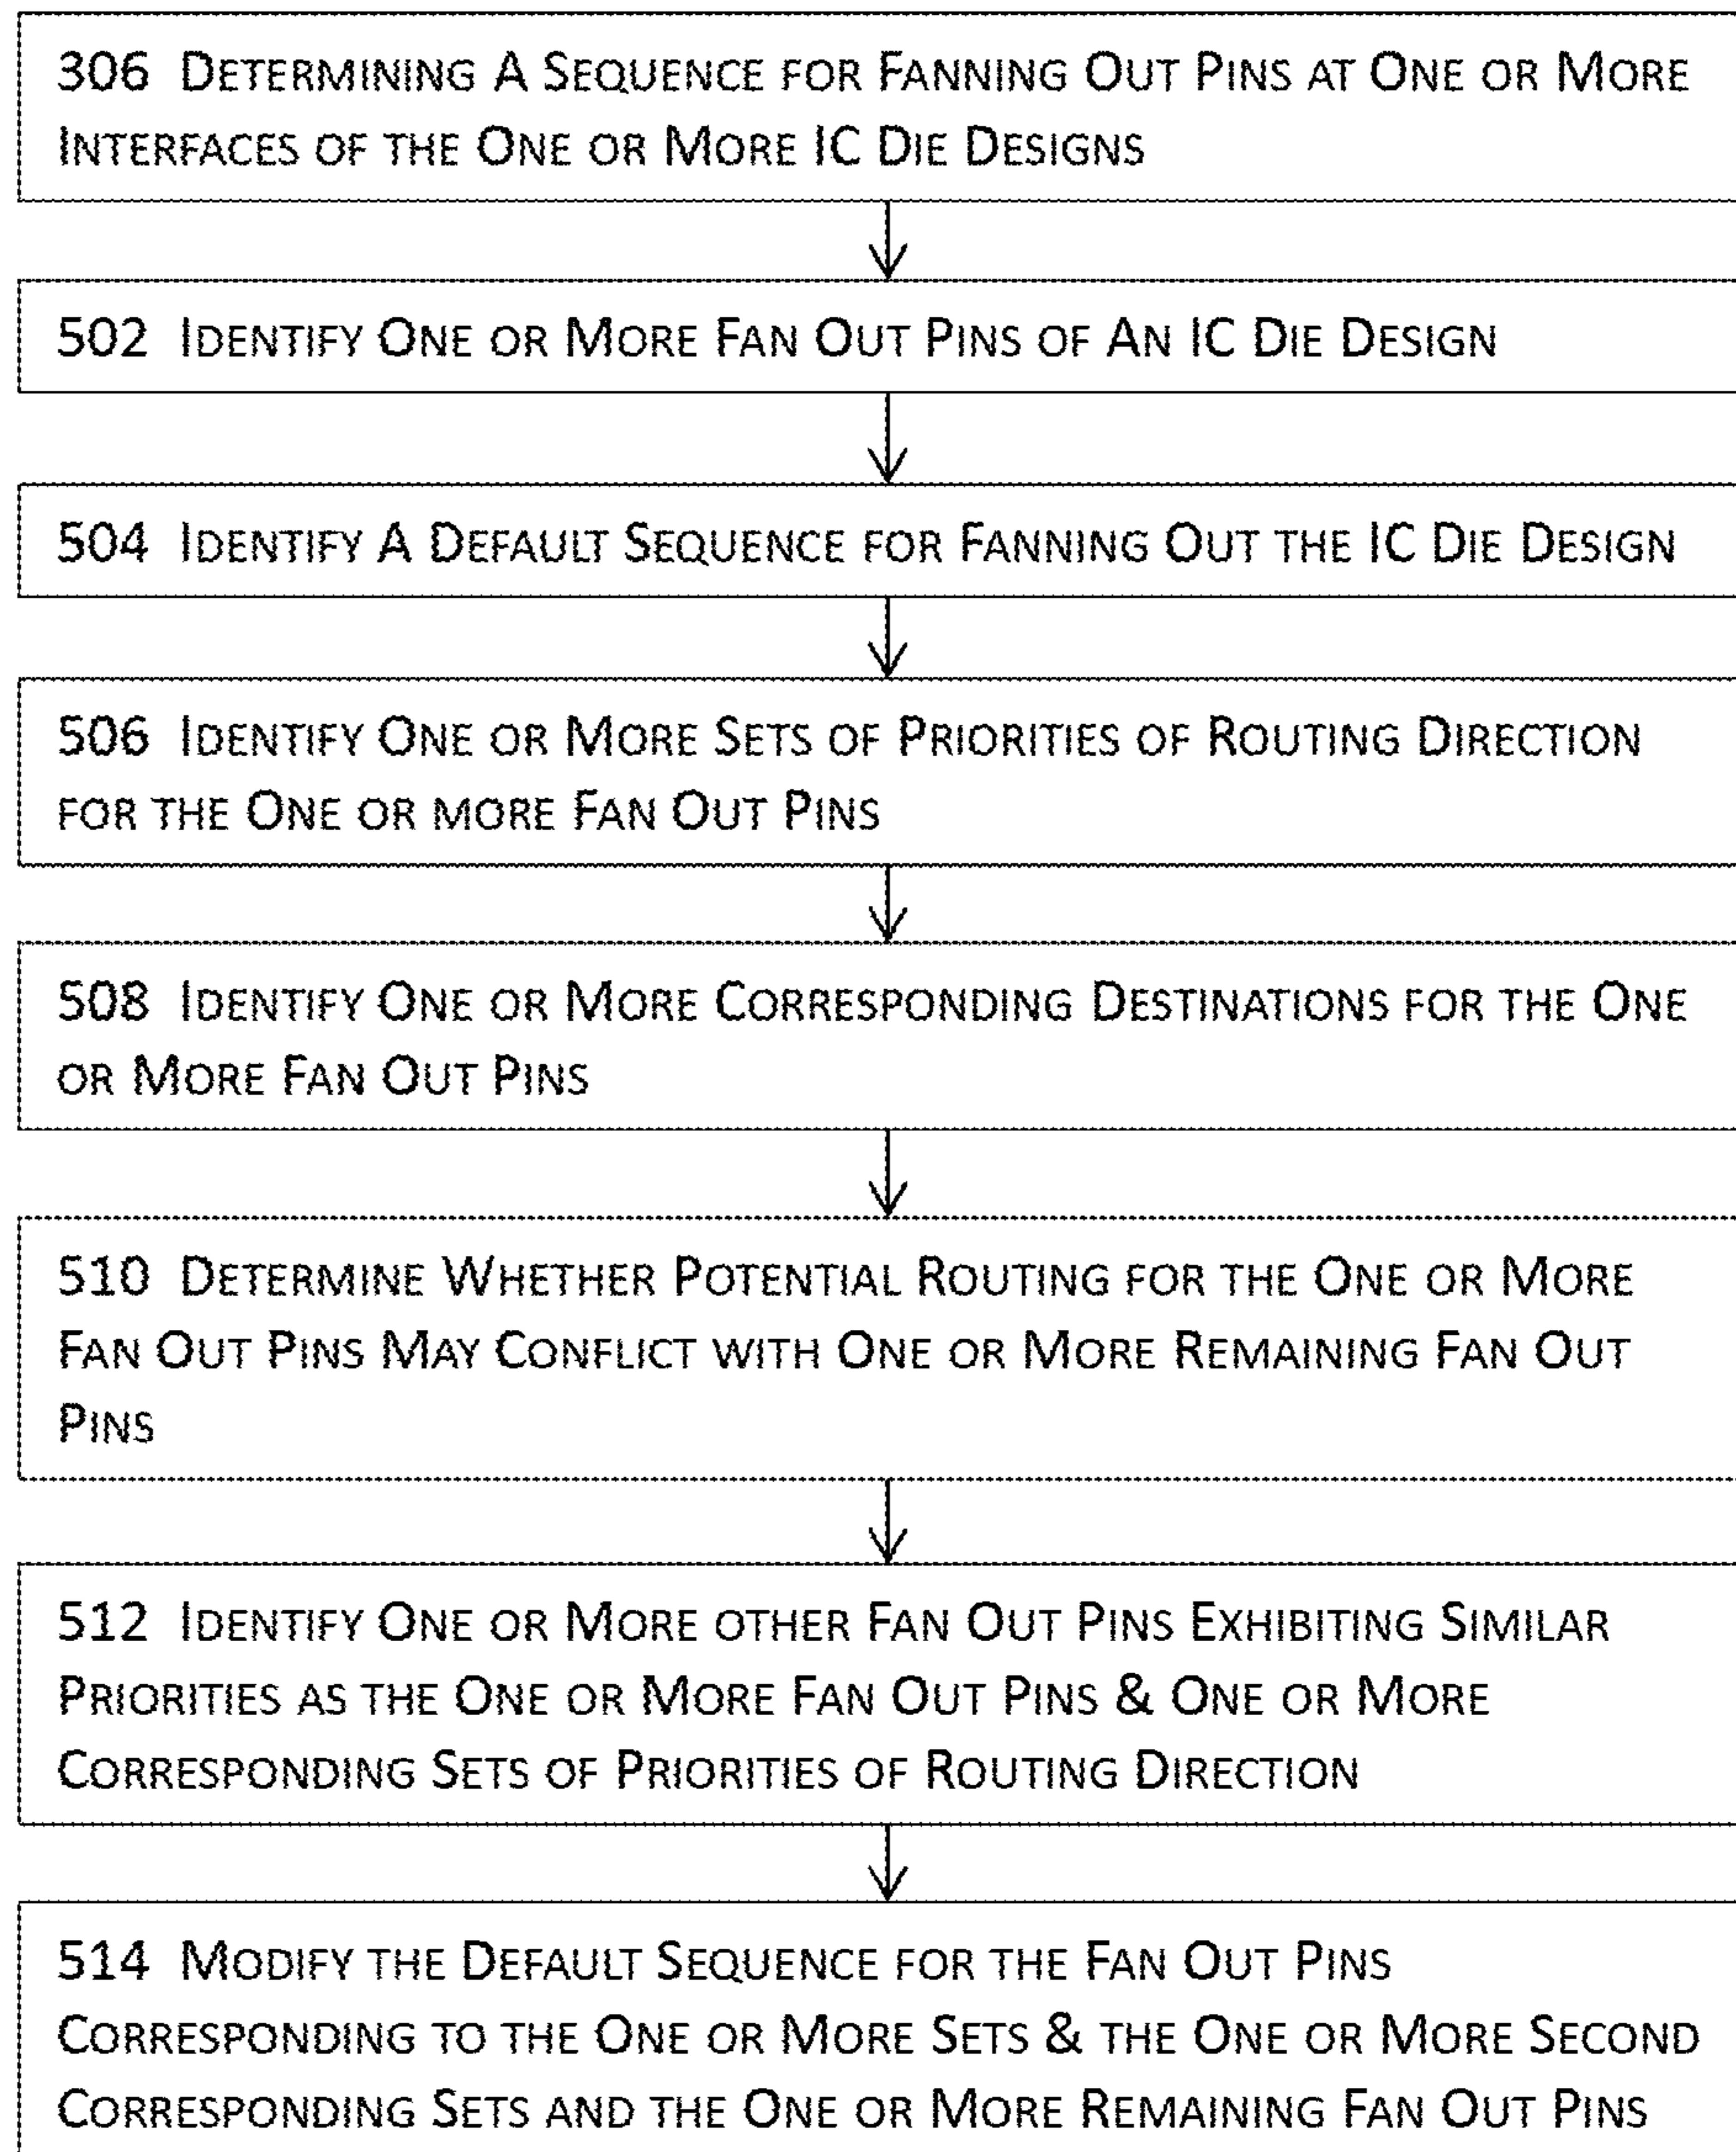 306 Determining A Sequence for Fanning Out Pins at One or More
Interfaces of the One or More IC Die Designs
502 Identify One or More Fan Out Pins of An IC Die Design
504 Identify A Default Sequence for Fanning Out the IC Die Design
506 Identify One or More Sets of Priorities of Routing Direction
for the One or more Fan Out Pins
508 Identify One or More Corresponding Destinations for the One
or More Fan Out Pins
510 Determine Whether Potential Routing for the One or More
Fan Out Pins May Conflict with One or More Remaining Fan Out
Pins
512 Identify One or More other Fan Out Pins Exhibiting Similar
Priorities as the One or More Fan Out Pins & One or More
Corresponding Sets of Priorities of Routing Direction
514 Modify the Default Sequence for the Fan Out Pins
Corresponding to the One or More Sets & the One or More Second
Corresponding Sets and the One or More Remaining Fan Out Pins